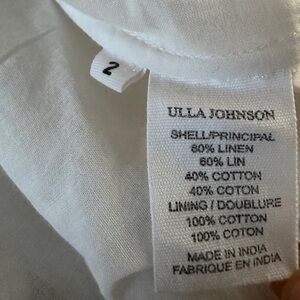 2
ULLA JOHNSON
SHELL/PRINCIPAL
60% LINEN
60% LIN
40% COTTON
40% COTON
LINING / DOUBLURE
100% COTTON
100% COTON
MADE IN INDIA
FABRIQUE EN INDIA